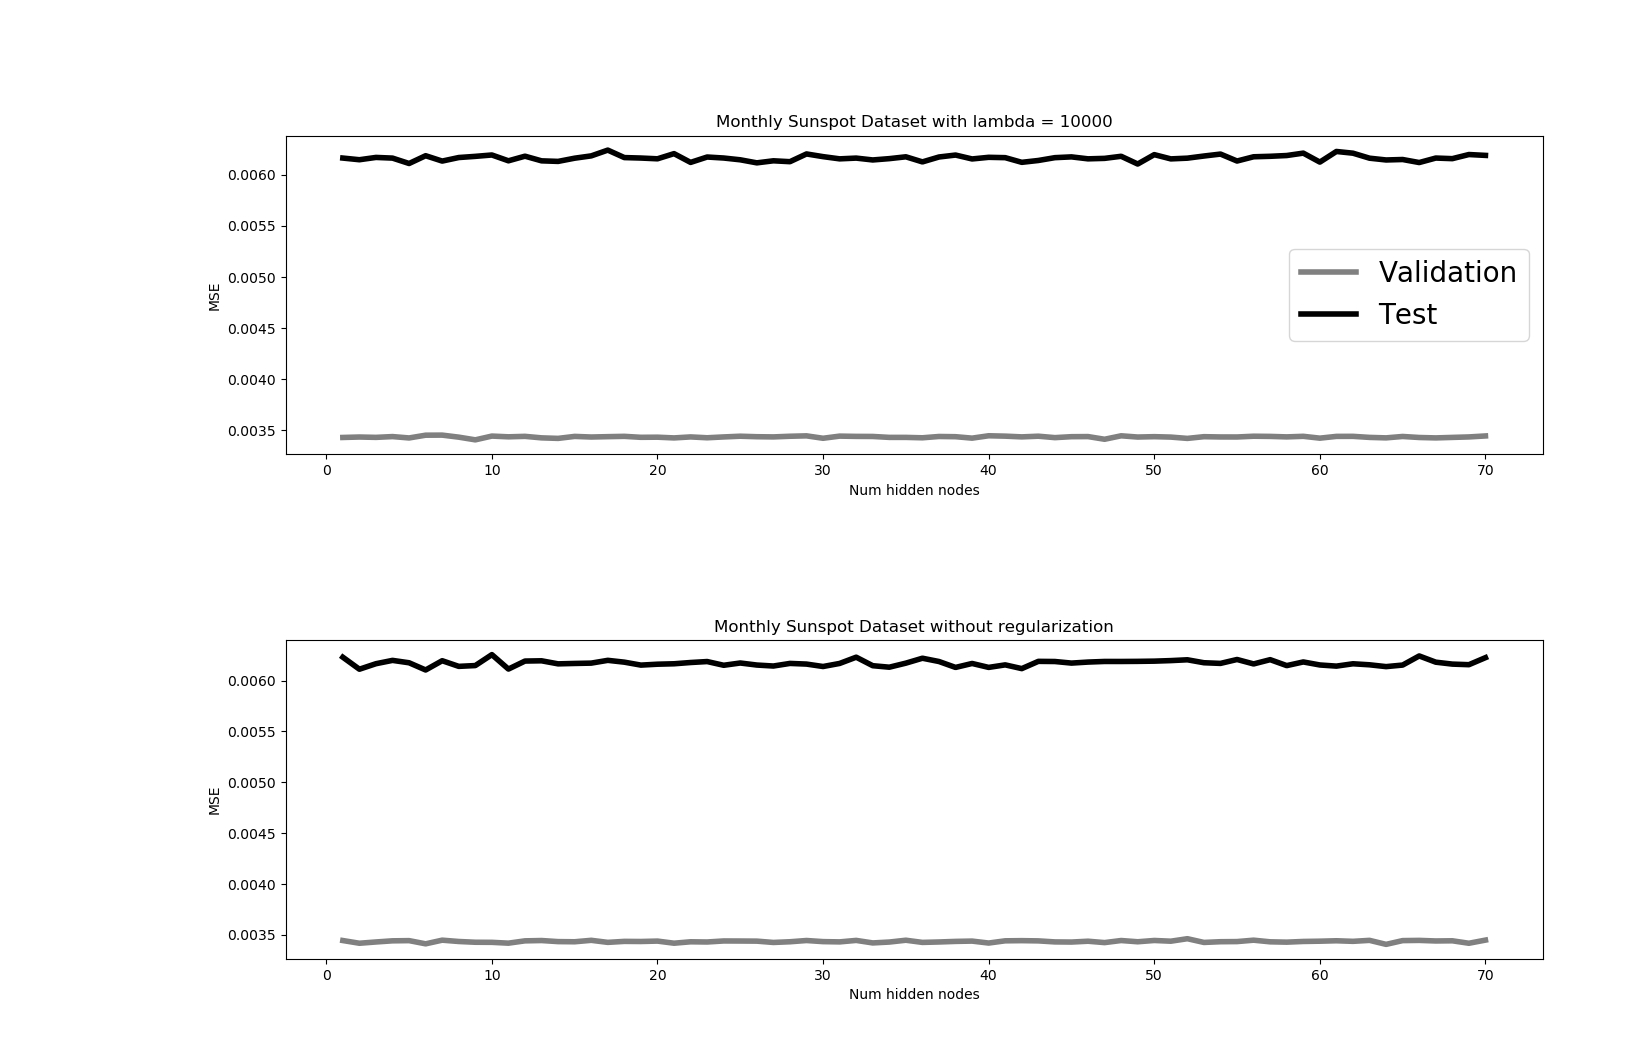 Monthly Sunspot Dataset with lambda = 10000
0.0060
0.0055
0.0050
0.0045
0.0040
0.0035
MSE
Validation
Test
0 10 20 30 40 50 60 70
Num hidden nodes
Monthly Sunspot Dataset without regularization
0.0060
0.0055
0.0050
0.0045
0.0040
0.0035
MSE
0 10 20 30 40 50 60 70
Num hidden nodes